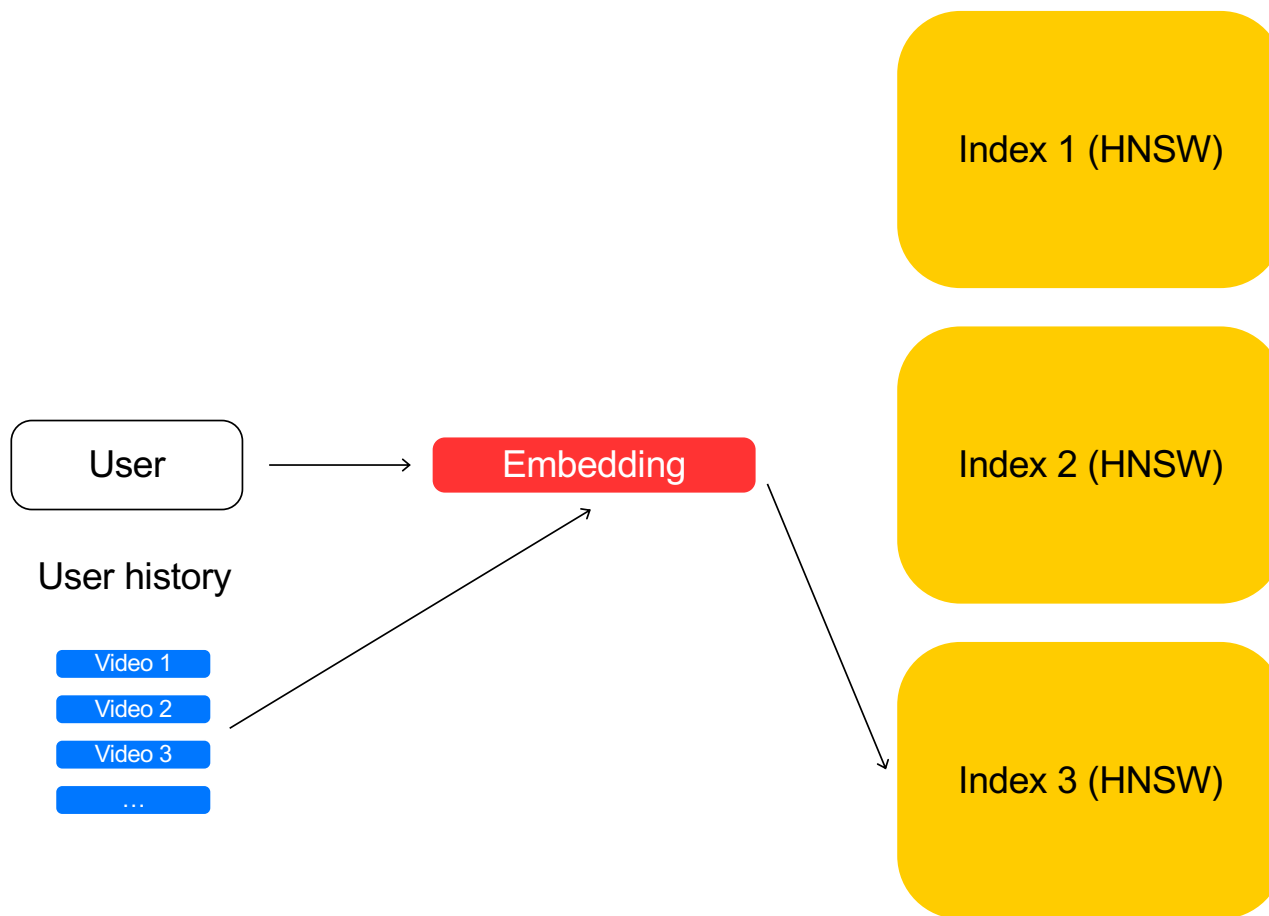 Index 1 (HNSW)
User
Embedding
Index 2 (HNSW)
User history
Video 1
Video 2
Video 3
…
Index 3 (HNSW)